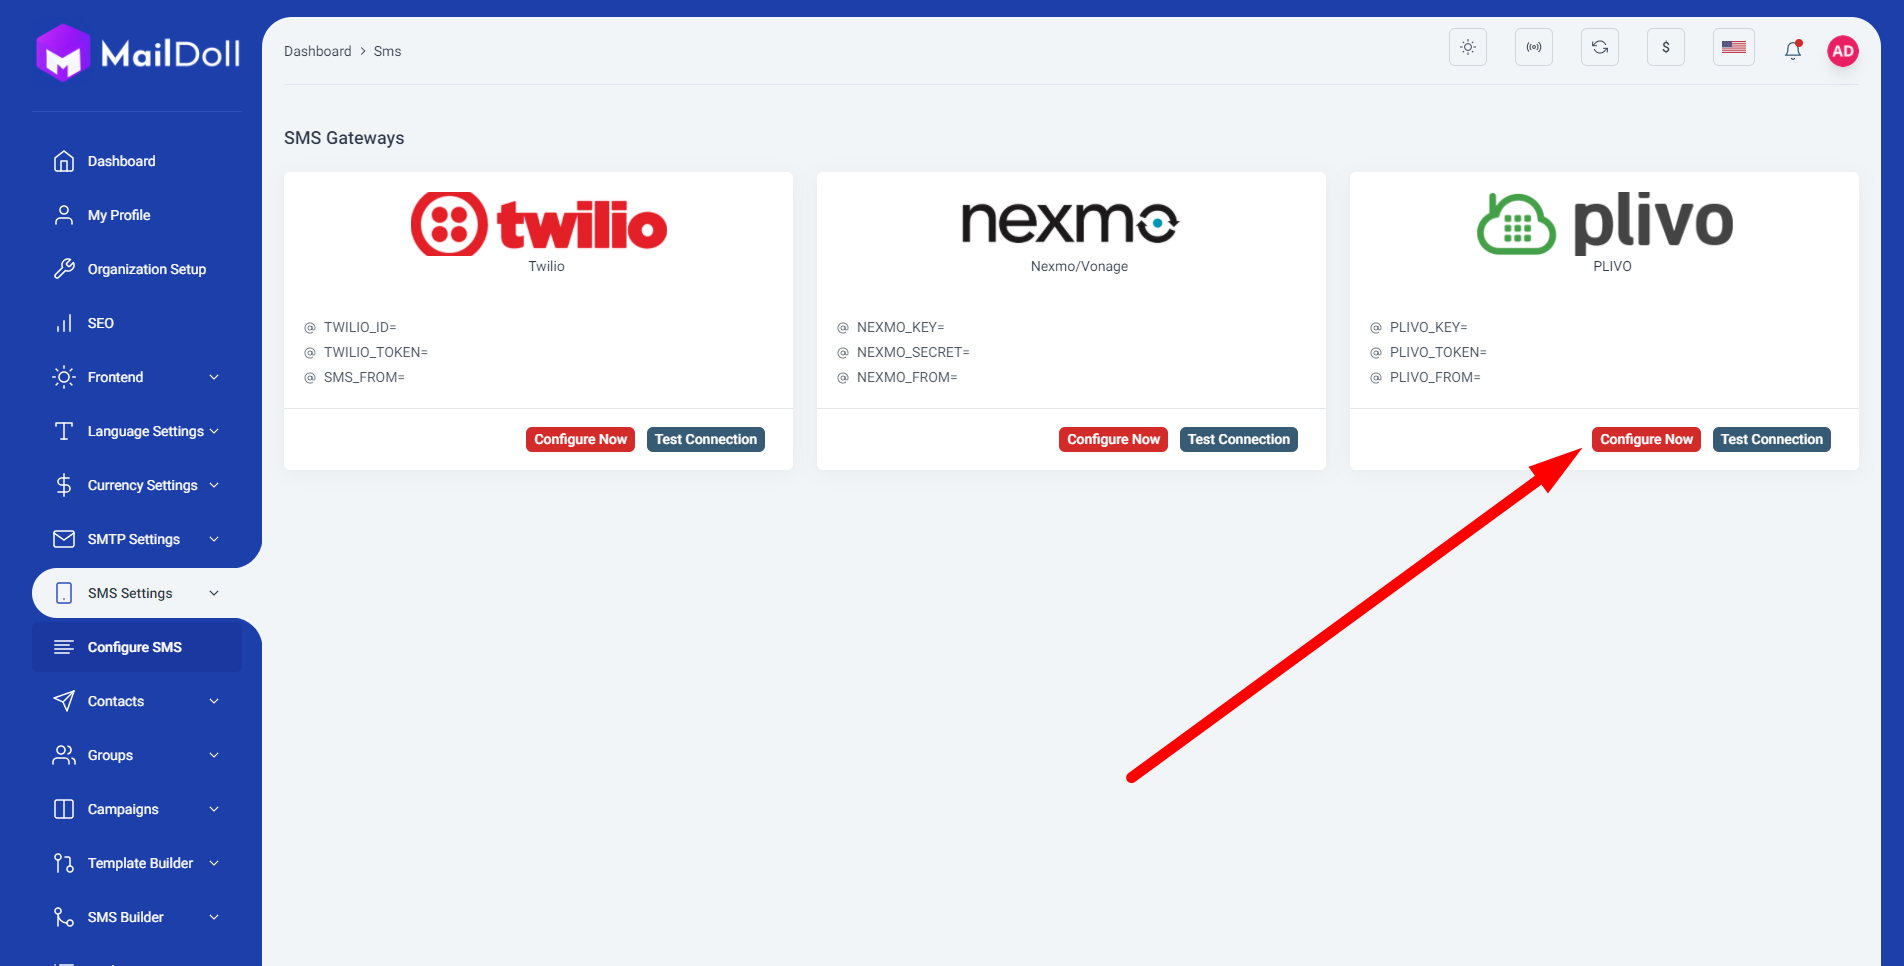 MailDoll
Dashboard > Sms
$
AD
Dashboard
My Profile
Organization Setup
SEO
Frontend
Language Settings
Currency Settings
SMTP Settings
SMS Settings
Configure SMS
Contacts
Groups
Campaigns
Template Builder
SMS Builder
SMS Gateways
twilio
Twilio
@ TWILIO_ID=
@ TWILIO_TOKEN=
@ SMS_FROM=
Configure Now Test Connection
nexmo
Nexmo/Vonage
@ NEXMO_KEY=
@ NEXMO_SECRET=
@ NEXMO_FROM=
Configure Now Test Connection
plivo
PLIVO
@ PLIVO_KEY=
@ PLIVO_TOKEN=
@ PLIVO_FROM=
Configure Now Test Connection